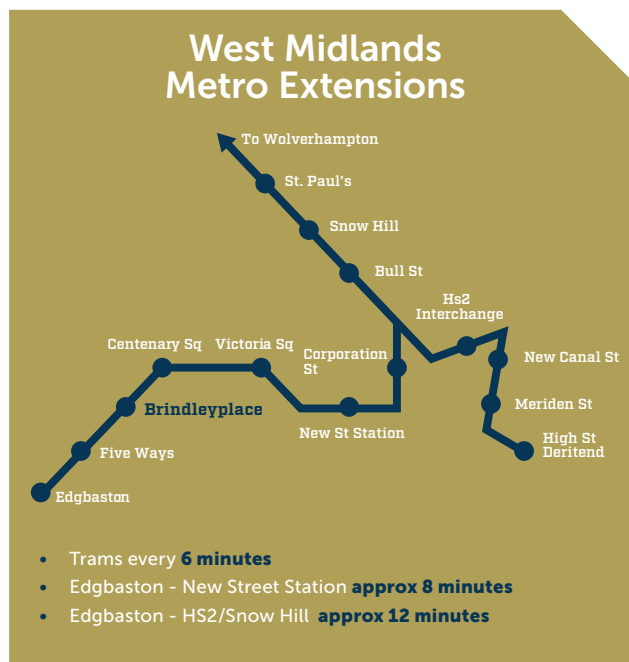 West Midlands
Metro Extensions
To Wolverhampton
St. Paul's
Snow Hill
Bull St
Hs2
Interchange
Centenary Sq
Victoria Sq
Corporation
St
New Canal St
Brindleyplace
Meriden St
New St Station
High St
Deritend
Five Ways
Edgbaston
• Trams every 6 minutes
• Edgbaston - New Street Station approx 8 minutes
• Edgbaston - HS2/Snow Hill approx 12 minutes